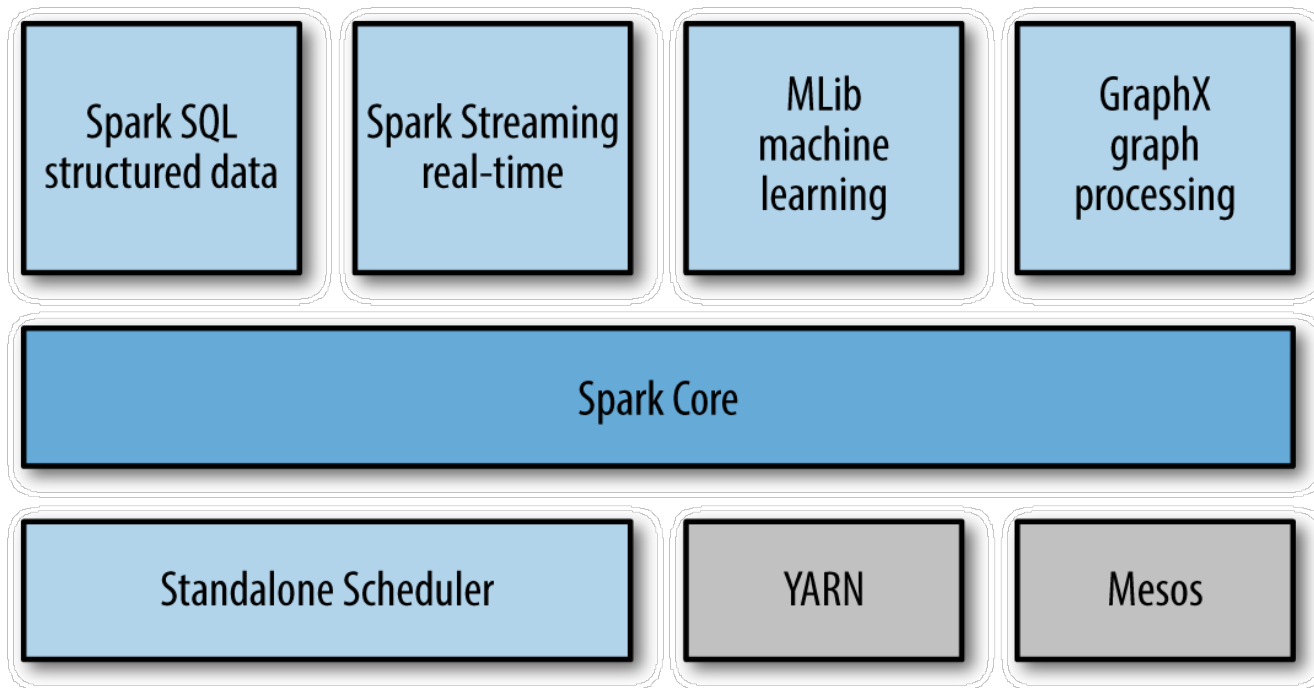 Spark SQL
structured data
Spark Streaming
real-time
MLib
machine
learning
GraphX
graph
processing
Spark Core
Standalone Scheduler
YARN
Mesos